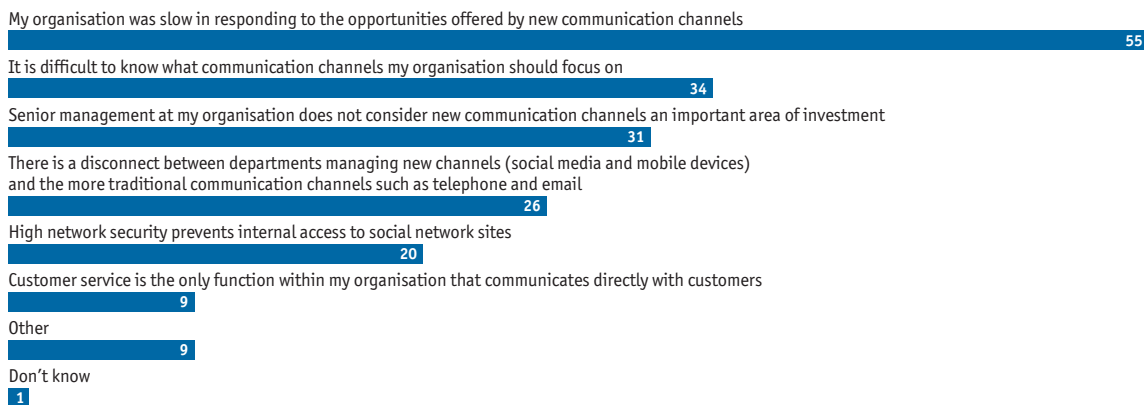 My organisation was slow in responding to the opportunities offered by new communication channels
55
It is difficult to know what communication channels my organisation should focus on
34
Senior management at my organisation does not consider new communication channels an important area of investment
31
There is a disconnect between departments managing new channels (social media and mobile devices)
and the more traditional communication channels such as telephone and email
26
High network security prevents internal access to social network sites
20
Customer service is the only function within my organisation that communicates directly with customers
9
Other
9
Don’t know
1